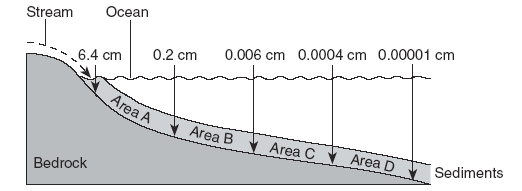 Stream Ocean
6.4 cm 0.2 cm 0.006 cm 0.0004 cm 0.00001 cm
Area A
Area B
Area C
Area D
Bedrock
Sediments